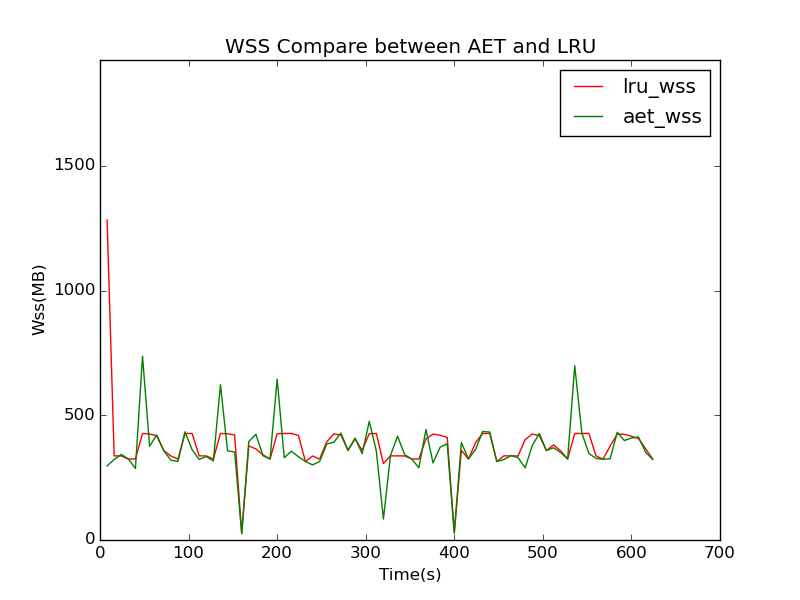 WSS Compare between AET and LRU
lru_wss
aet_wss
1500
1000
500
0
Wss(MB)
0 100 200 300 400 500 600 700
Time(s)